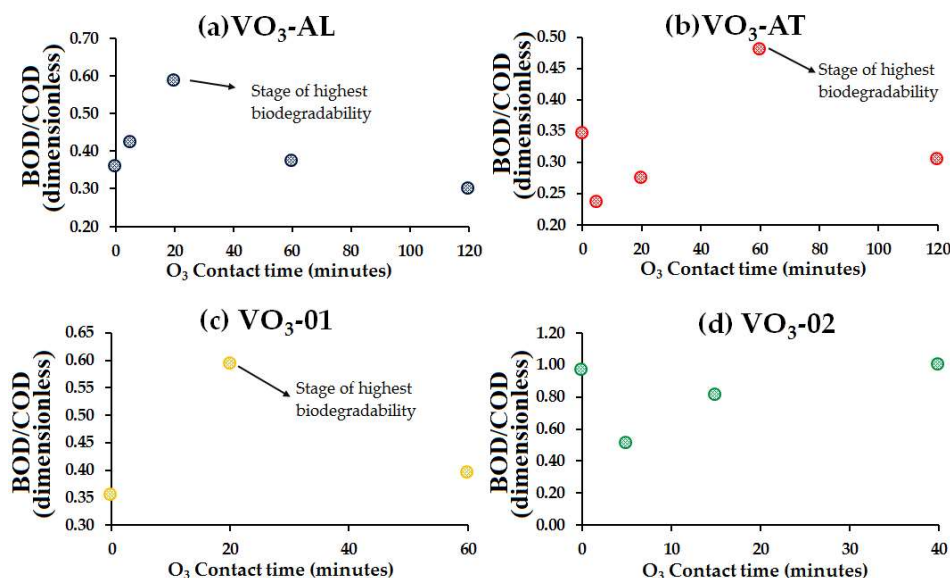 (a)VO₃-AL
BOD/COD
(dimensionless)
0.70
0.60
0.50
0.40
0.30
0.20
Stage of highest
biodegradability
0 20 40 60 80 100 120
O₃ Contact time (minutes)
(b) VO₃-AT
BOD/COD
(dimensionless)
0.50
0.45
0.40
0.35
0.30
0.25
0.20
Stage of highest
biodegradability
0 20 40 60 80 100 120
O₃ Contact time (minutes)
(c) VO₃-01
BOD/COD
(dimensionless)
0.65
0.60
0.55
0.50
0.45
0.40
0.35
0.30
Stage of highest
biodegradability
0 20 40 60
O₃ Contact time (minutes)
(d) VO₃-02
BOD/COD
(dimensionless)
1.20
1.00
0.80
0.60
0.40
0.20
0.00
0 10 20 30 40
O₃ Contact time (minutes)